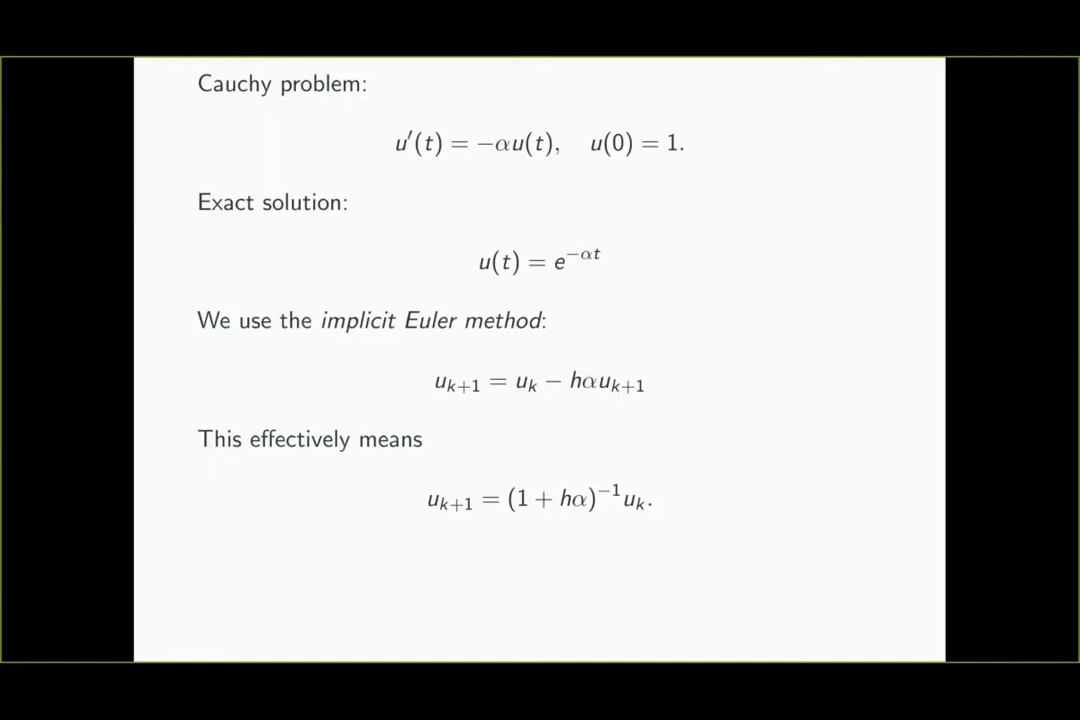 Cauchy problem:
u′(t) = −αu(t), u(0) = 1.
Exact solution:
u(t) = e^{−αt}
We use the implicit Euler method:
u_{k+1} = u_k − hαu_{k+1}
This effectively means
u_{k+1} = (1 + hα)^{−1}u_k.